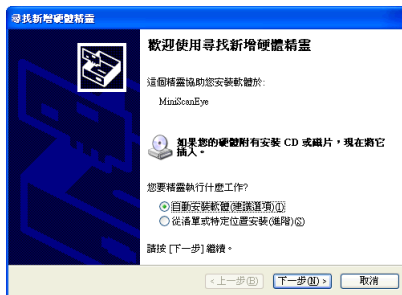 尋找新增硬體精靈
歡迎使用尋找新增硬體精靈
這個精靈協助您安裝軟體於:
MiniScanEye
如果您的硬體附有安裝 CD 或磁片，現在將它
插入。
您要精靈執行什麼工作?
自動安裝軟體(建議選項)(I)
從清單或特定位置安裝(進階)(S)
請按 [下一步] 繼續。
<上一步(B) 下一步(N) > 取消